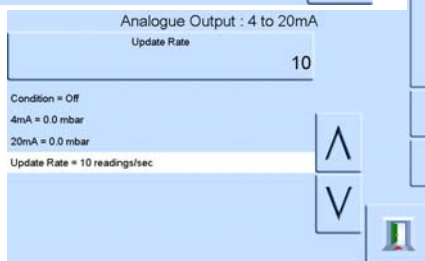 Analogue Output : 4 to 20mA
Update Rate
10
Condition = Off
4mA = 0.0 mbar
20mA = 0.0 mbar
Update Rate = 10 readings/sec